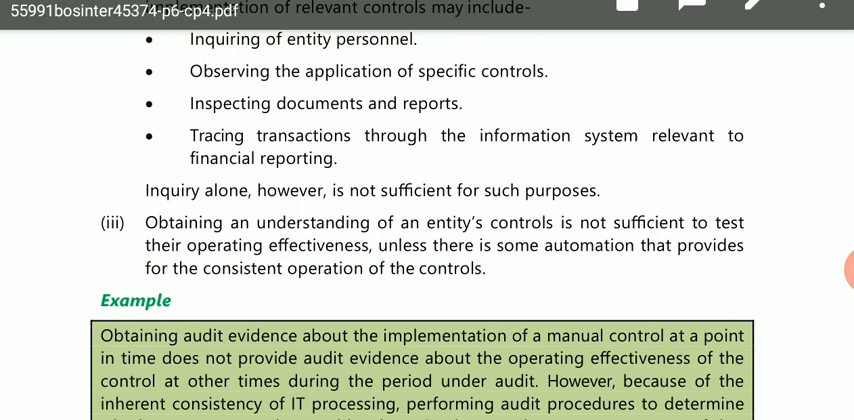 implementation of relevant controls may include-
55991bosinter45374-p6-cp4.pdf
• Inquiring of entity personnel.
• Observing the application of specific controls.
• Inspecting documents and reports.
• Tracing transactions through the information system relevant to
financial reporting.
Inquiry alone, however, is not sufficient for such purposes.
(iii) Obtaining an understanding of an entity’s controls is not sufficient to test
their operating effectiveness, unless there is some automation that provides
for the consistent operation of the controls.
Example
Obtaining audit evidence about the implementation of a manual control at a point
in time does not provide audit evidence about the operating effectiveness of the
control at other times during the period under audit. However, because of the
inherent consistency of IT processing, performing audit procedures to determine